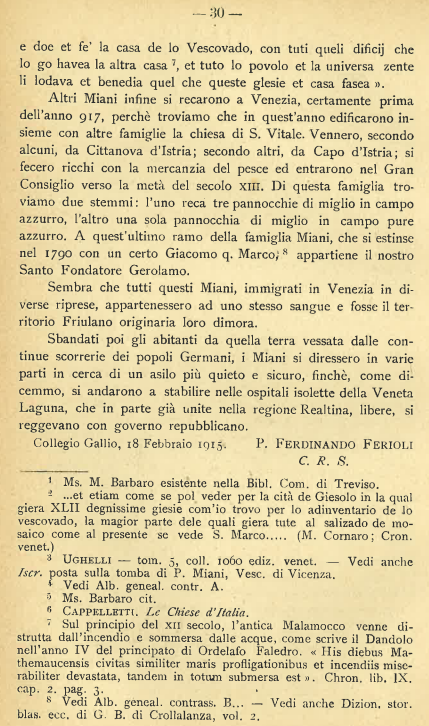 — 30 —
e doe et fe' la casa de lo Vescovado, con tuti queli dificij che
lo go havea la altra casa ⁷, et tuto lo povolo et la universa zente
li lodava et benedia quel che queste glesie et casa fasea ».
Altri Miani infine si recarono a Venezia, certamente prima
dell'anno 917, perchè troviamo che in quest'anno edificarono in-
sieme con altre famiglie la chiesa di S. Vitale. Vennero, secondo
alcuni, da Cittanova d'Istria; secondo altri, da Capo d'Istria; si
fecero ricchi con la mercanzia del pesce ed entrarono nel Gran
Consiglio verso la metà del secolo XIII. Di questa famiglia tro-
viamo due stemmi: l'uno reca tre pannocchie di miglio in campo
azzurro, l'altro una sola pannocchia di miglio in campo pure
azzurro. A quest'ultimo ramo della famiglia Miani, che si estinse
nel 1790 con un certo Giacomo q. Marco, ⁸ appartiene il nostro
Santo Fondatore Gerolamo.
Sembra che tutti questi Miani, immigrati in Venezia in di-
verse riprese, appartenessero ad uno stesso sangue e fosse il ter-
ritorio Friulano originaria loro dimora.
Sbandati poi gli abitanti da quella terra vessata dalle con-
tinue scorrerie dei popoli Germani, i Miani si diressero in varie
parti in cerca di un asilo più quieto e sicuro, finchè, come di-
cemmo, si andarono a stabilire nelle ospitali isolette della Veneta
Laguna, che in parte già unite nella regione Realtina, libere, si
reggevano con governo repubblicano.
Collegio Gallio, 18 Febbraio 1915. P. FERDINANDO FERIOLI
C. R. S.
¹ Ms. M. Barbaro esistente nella Bibl. Com. di Treviso.
² ...et etiam come se pol veder per la cità de Giesolo in la qual
giera XLII degnissime giesie com'io trovo per lo adinventario de lo
vescovado, la magior parte dele quali giera tute al salizado de mo-
saico come al presente se vede S. Marco..... (M. Cornaro; Cron.
venet.)
³ UGHELLI — tom. 5, coll. 1060 ediz. venet. — Vedi anche
Iscr. posta sulla tomba di P. Miani, Vesc. di Vicenza.
⁴ Vedi Alb. geneal. contr. A.
⁵ Ms. Barbaro cit.
⁶ CAPPELLETTI. Le Chiese d'Italia.
⁷ Sul principio del XII secolo, l'antica Malamocco venne di-
strutta dall'incendio e sommersa dalle acque, come scrive il Dandolo
nell'anno IV del principato di Ordelafo Faledro. « His diebus Ma-
themaucensis civitas similiter maris profligationibus et incendiis mise-
rabiliter devastata, tandem in totum submersa est ». Chron. lib. IX.
cap. 2. pag. 3.
⁸ Vedi Alb. geneal. contrass. B... — Vedi anche Dizion. stor.
blas. ecc. di G. B. di Crollalanza, vol. 2.